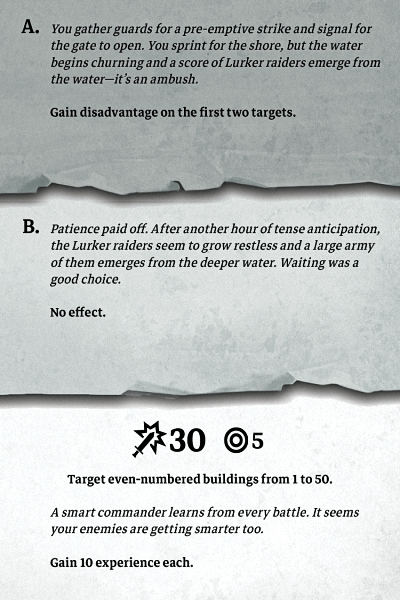 A. You gather guards for a pre-emptive strike and signal for
the gate to open. You sprint for the shore, but the water
begins churning and a score of Lurker raiders emerge from
the water—it's an ambush.
Gain disadvantage on the first two targets.
B. Patience paid off. After another hour of tense anticipation,
the Lurker raiders seem to grow restless and a large army
of them emerges from the deeper water. Waiting was a
good choice.
No effect.
30 5
Target even-numbered buildings from 1 to 50.
A smart commander learns from every battle. It seems
your enemies are getting smarter too.
Gain 10 experience each.